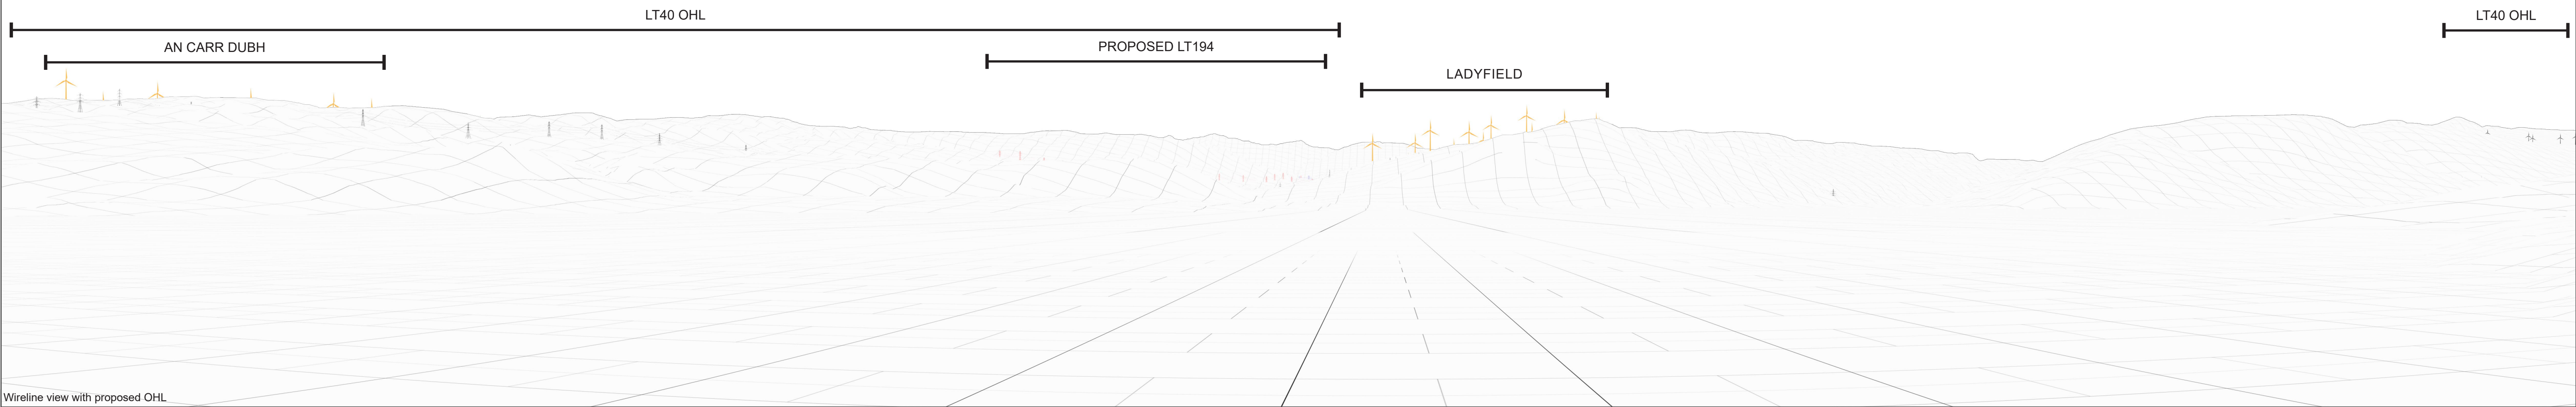 LT40 OHL
LT40 OHL
AN CARR DUBH
PROPOSED LT194
LADYFIELD
Wireline view with proposed OHL